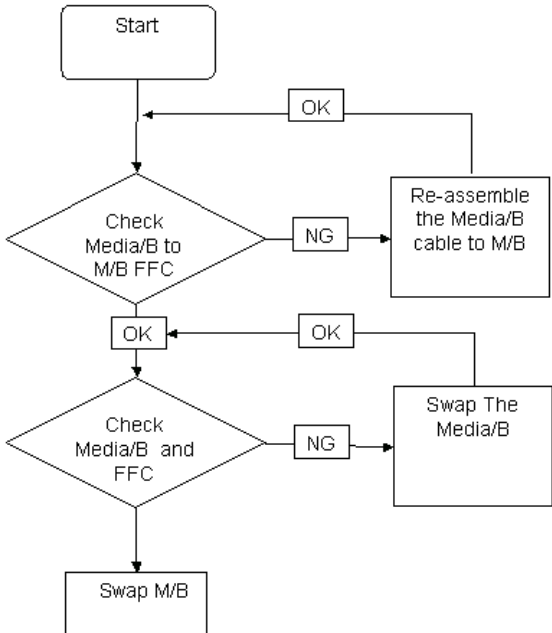 Start
OK
Check
Media/B to
M/B FFC
NG
Re-assemble
the Media/B
cable to M/B
OK
OK
Check
Media/B and
FFC
NG
Swap The
Media/B
Swap M/B